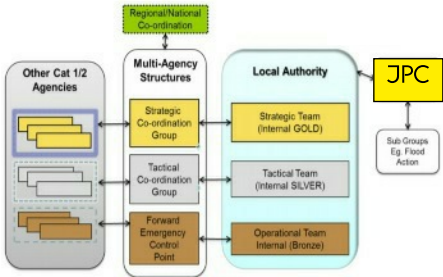 Regional/National
Co-ordination
Other Cat 1/2
Agencies
Multi-Agency
Structures
Local Authority
JPC
Strategic
Co-ordination
Group
Strategic Team
(Internal GOLD)
Sub Groups
Eg. Flood
Action
Tactical
Co-ordination
Group
Tactical Team
(Internal SILVER)
Forward
Emergency
Control
Point
Operational Team
Internal (Bronze)